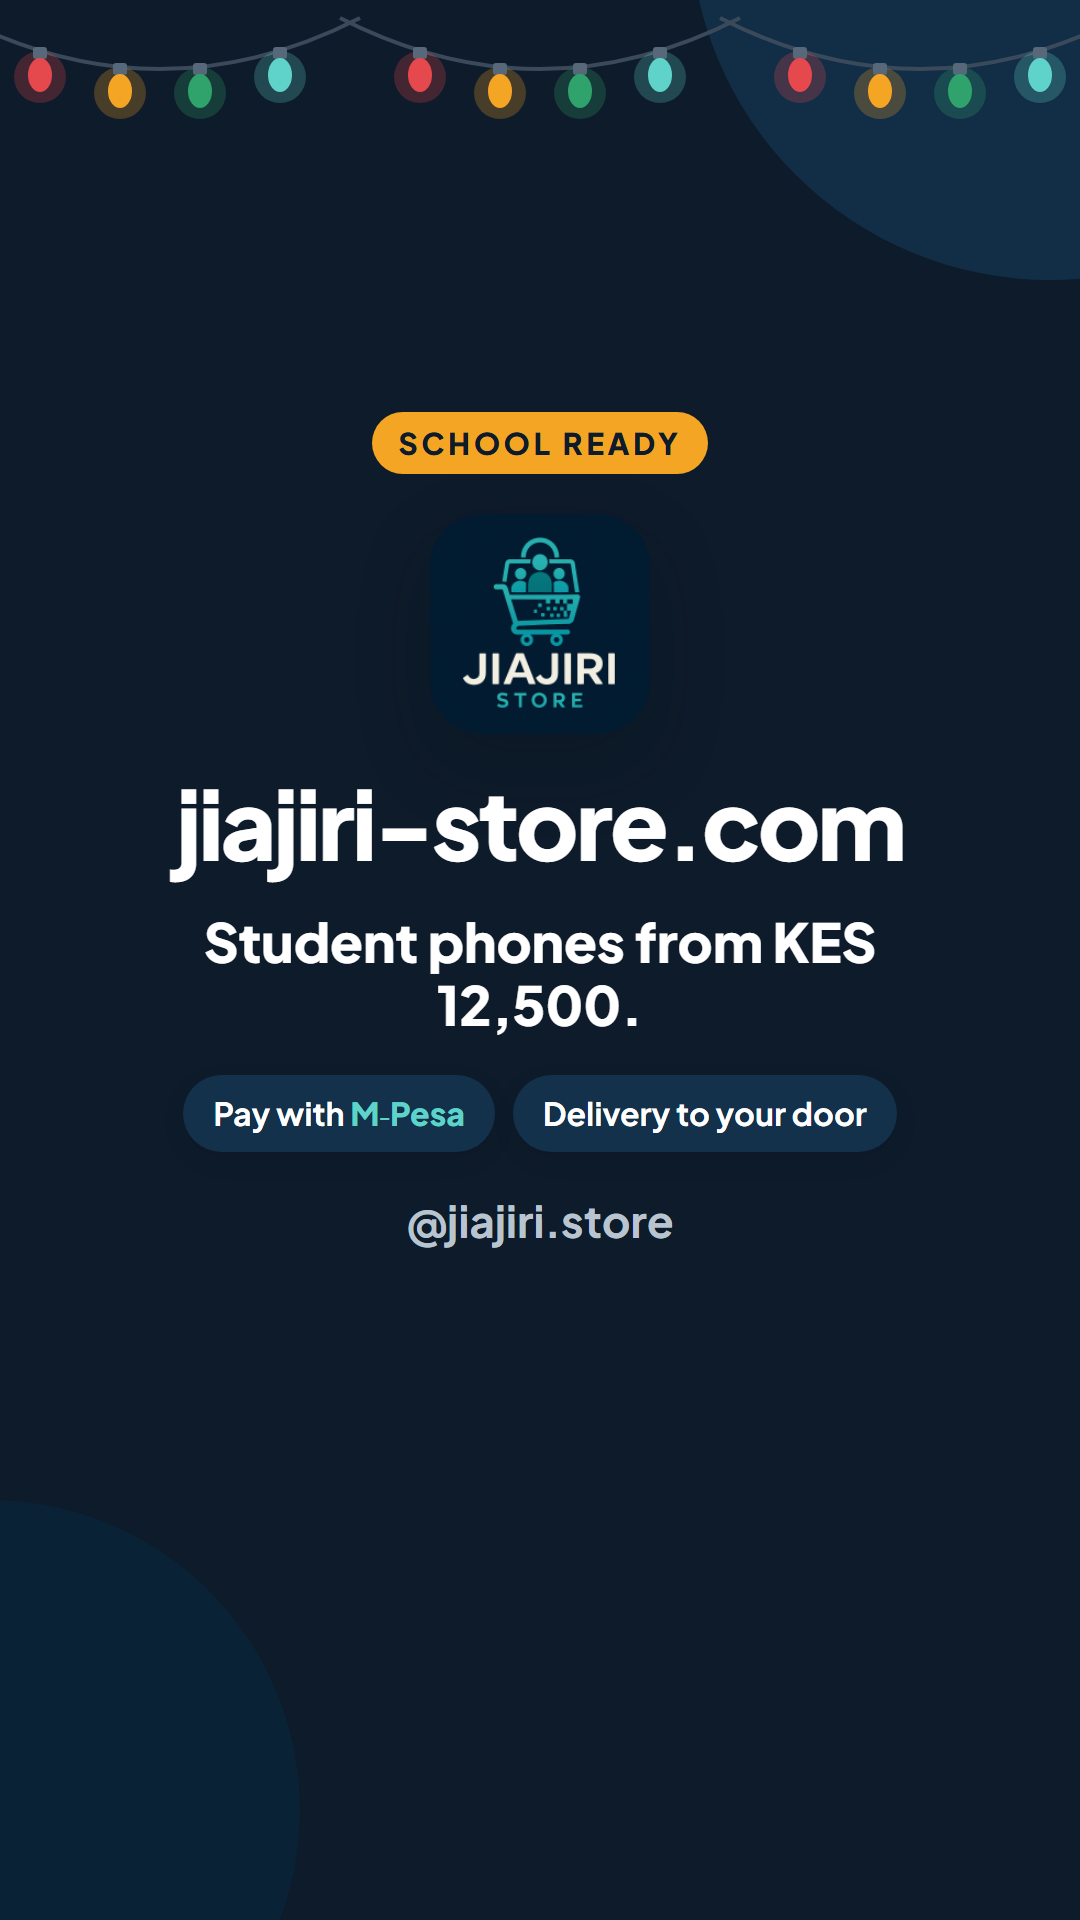 SCHOOL READY
JIAJIRI
STORE
jiajiri-store.com
Student phones from KES
12,500.
Pay with M-Pesa
Delivery to your door
@jiajiri.store